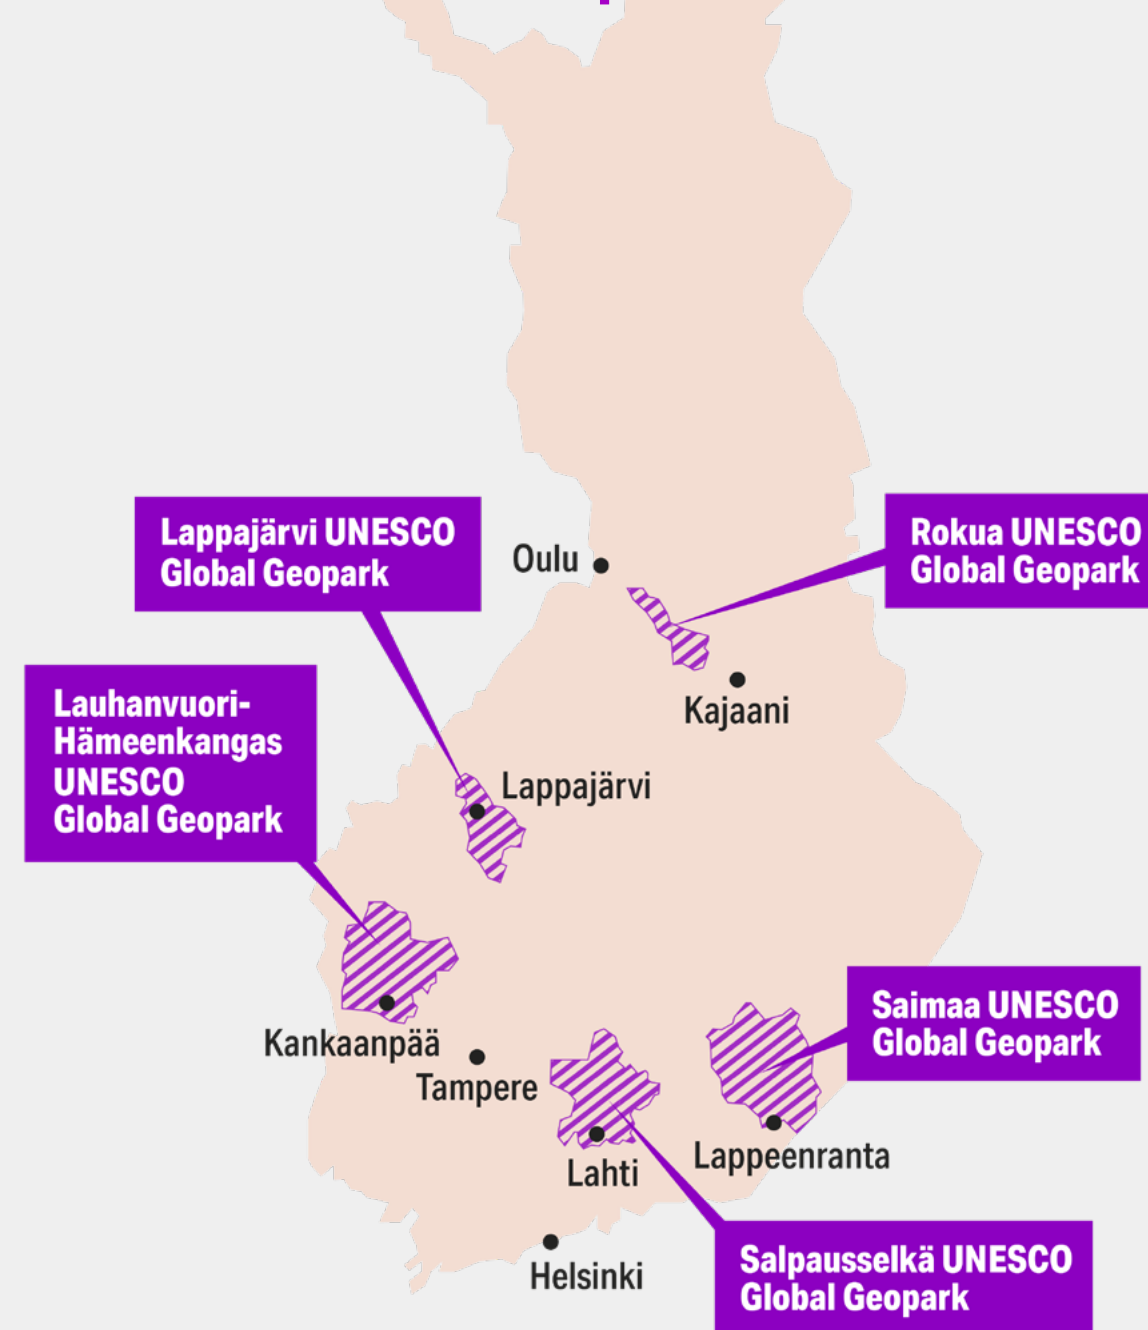 Lappajärvi UNESCO
Global Geopark
Rokua UNESCO
Global Geopark
Oulu
Kajaani
Lauhanvuori-
Hämeenkangas
UNESCO
Global Geopark
Lappajärvi
Saimaa UNESCO
Global Geopark
Kankaanpää
Tampere
Lahti
Lappeenranta
Helsinki
Salpausselkä UNESCO
Global Geopark